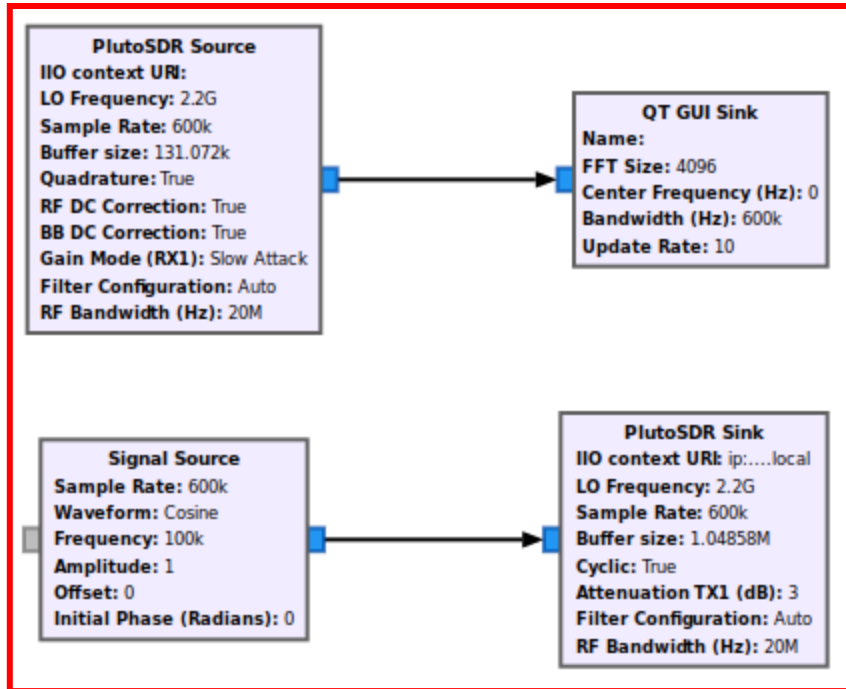 PlutoSDR Source
IIO context URI:
LO Frequency: 2.2G
Sample Rate: 600k
Buffer size: 131.072k
Quadrature: True
RF DC Correction: True
BB DC Correction: True
Gain Mode (RX1): Slow Attack
Filter Configuration: Auto
RF Bandwidth (Hz): 20M
QT GUI Sink
Name:
FFT Size: 4096
Center Frequency (Hz): 0
Bandwidth (Hz): 600k
Update Rate: 10
Signal Source
Sample Rate: 600k
Waveform: Cosine
Frequency: 100k
Amplitude: 1
Offset: 0
Initial Phase (Radians): 0
PlutoSDR Sink
IIO context URI: ip:....local
LO Frequency: 2.2G
Sample Rate: 600k
Buffer size: 1.04858M
Cyclic: True
Attenuation TX1 (dB): 3
Filter Configuration: Auto
RF Bandwidth (Hz): 20M